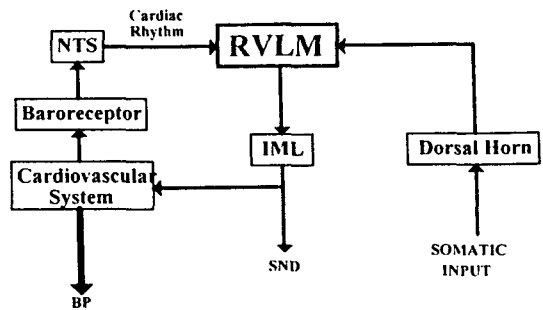 Cardiac
Rhythm
NTS
RVLM
Baroreceptor
IML
Dorsal Horn
Cardiovascular
System
SND
SOMATIC
INPUT
BP